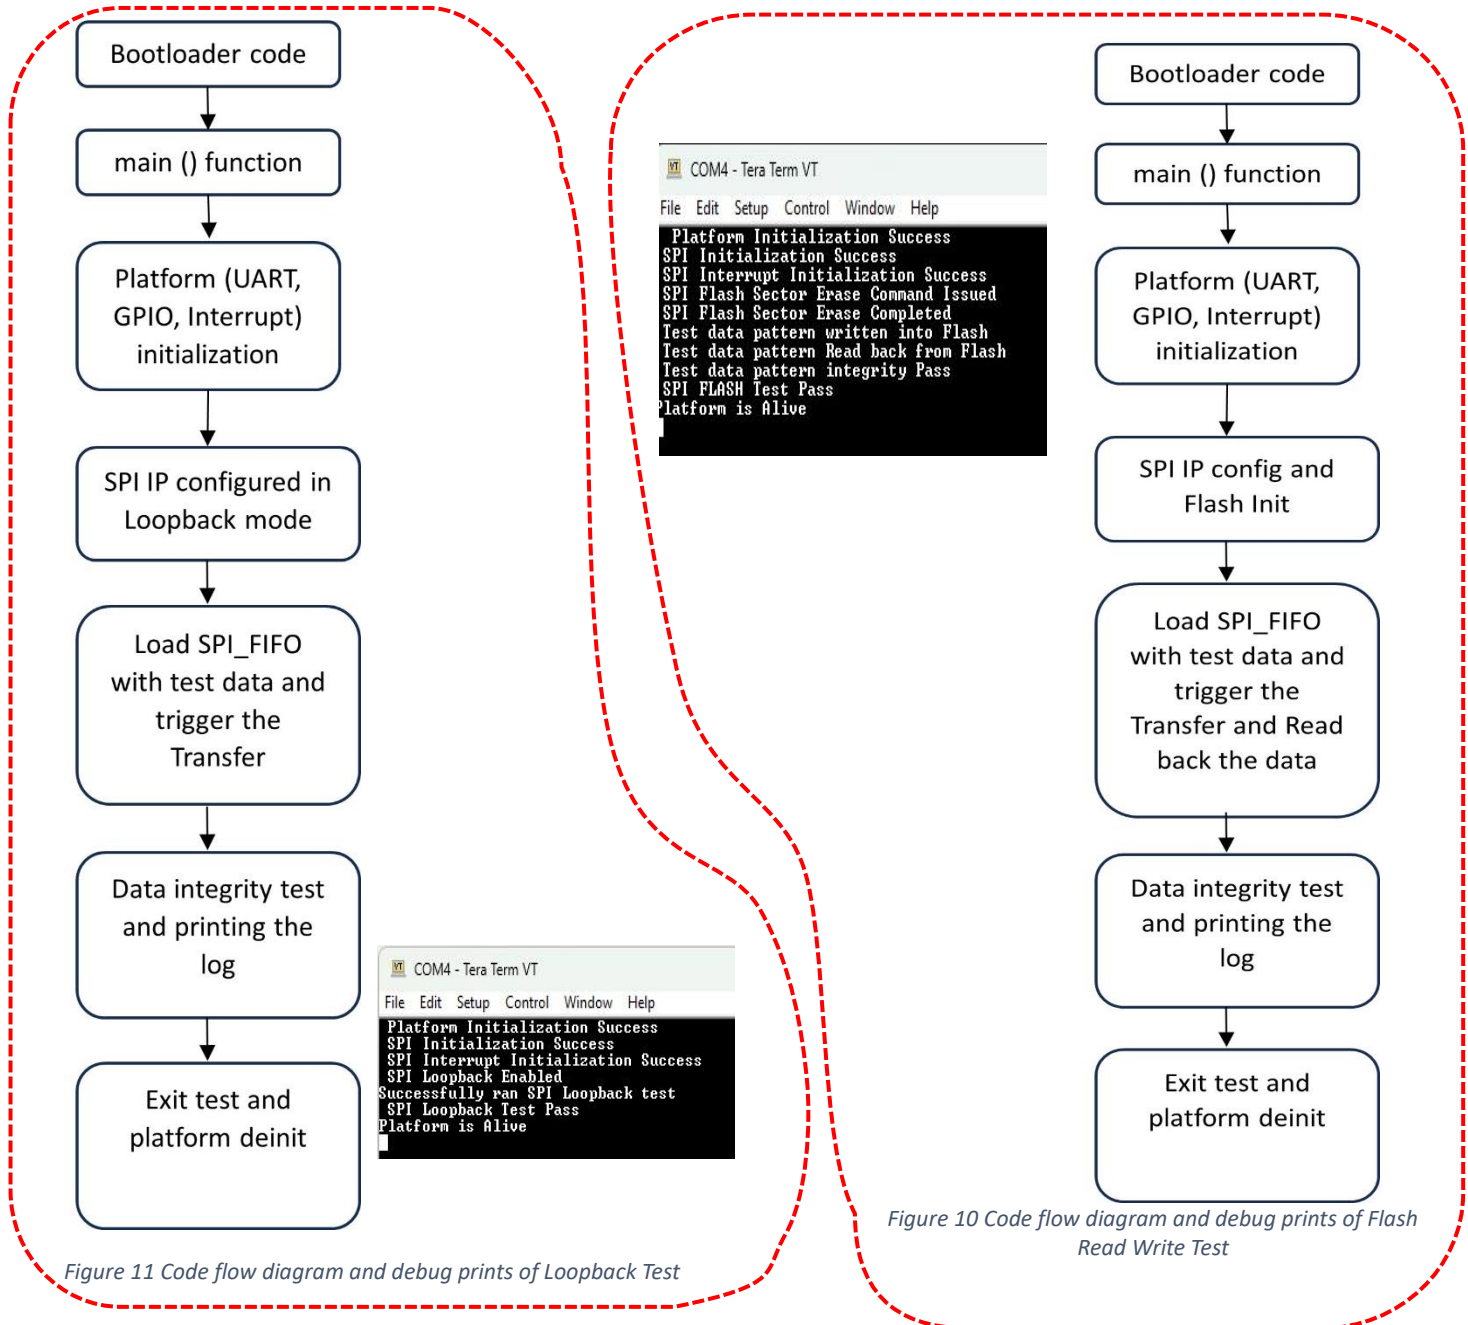 Bootloader code
main () function
Platform (UART,
GPIO, Interrupt)
initialization
SPI IP configured in
Loopback mode
Load SPI_FIFO
with test data and
trigger the
Transfer
Data integrity test
and printing the
log
Exit test and
platform deinit
COM4 - Tera Term VT
File Edit Setup Control Window Help
Platform Initialization Success
SPI Initialization Success
SPI Interrupt Initialization Success
SPI Loopback Enabled
Successfully ran SPI Loopback test
SPI Loopback Test Pass
Platform is Alive
Figure 11 Code flow diagram and debug prints of Loopback Test
COM4 - Tera Term VT
File Edit Setup Control Window Help
Platform Initialization Success
SPI Initialization Success
SPI Interrupt Initialization Success
SPI Flash Sector Erase Command Issued
SPI Flash Sector Erase Completed
Test data pattern written into Flash
Test data pattern Read back from Flash
Test data pattern integrity Pass
SPI FLASH Test Pass
Platform is Alive
Bootloader code
main () function
Platform (UART,
GPIO, Interrupt)
initialization
SPI IP config and
Flash Init
Load SPI_FIFO
with test data and
trigger the
Transfer and Read
back the data
Data integrity test
and printing the
log
Exit test and
platform deinit
Figure 10 Code flow diagram and debug prints of Flash
Read Write Test